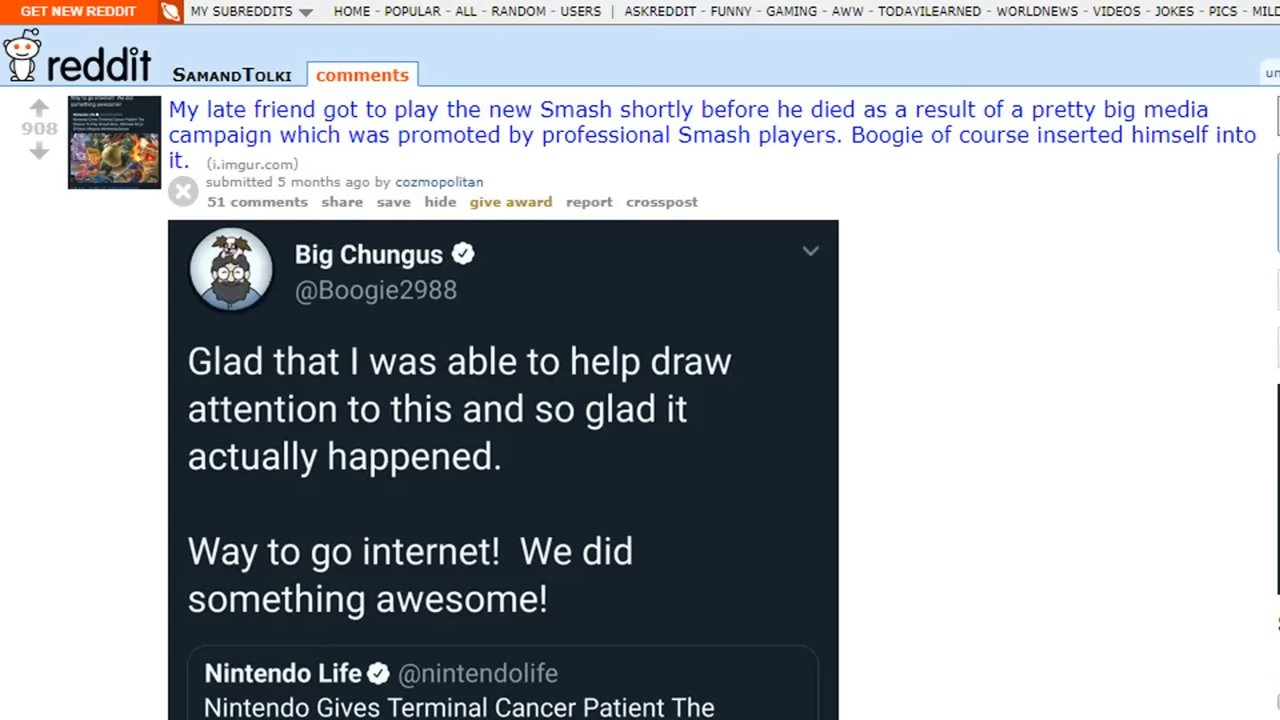 GET NEW REDDIT MY SUBREDDITS HOME - POPULAR - ALL - RANDOM - USERS | ASKREDDIT - FUNNY - GAMING - AWW - TODAYILEARNED - WORLDNEWS - VIDEOS - JOKES - PICS - MILD
reddit SAMANDTOLKI comments
My late friend got to play the new Smash shortly before he died as a result of a pretty big media
908
campaign which was promoted by professional Smash players. Boogie of course inserted himself into
it. (i.imgur.com)
submitted 5 months ago by cozmopolitan
51 comments share save hide give award report crosspost
Big Chungus
@Boogie2988
Glad that I was able to help draw
attention to this and so glad it
actually happened.
Way to go internet! We did
something awesome!
Nintendo Life @nintendolife
Nintendo Gives Terminal Cancer Patient The